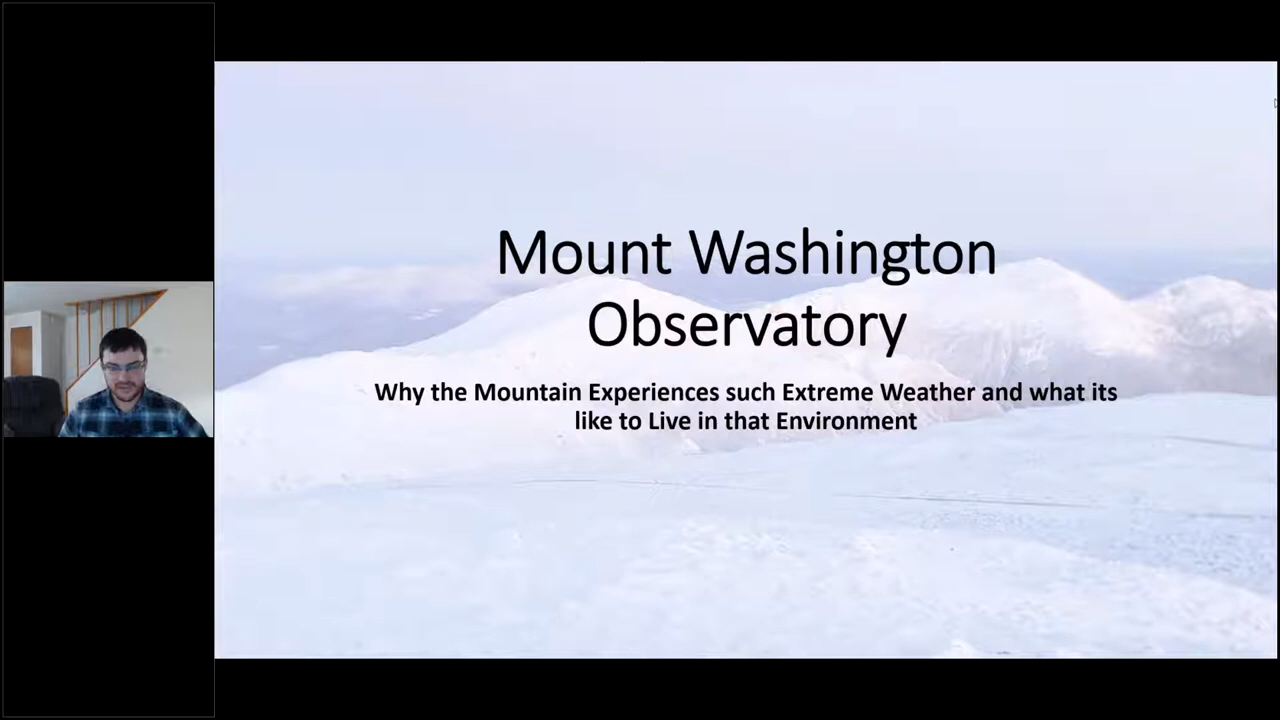 Mount Washington
Observatory
Why the Mountain Experiences such Extreme Weather and what its
like to Live in that Environment